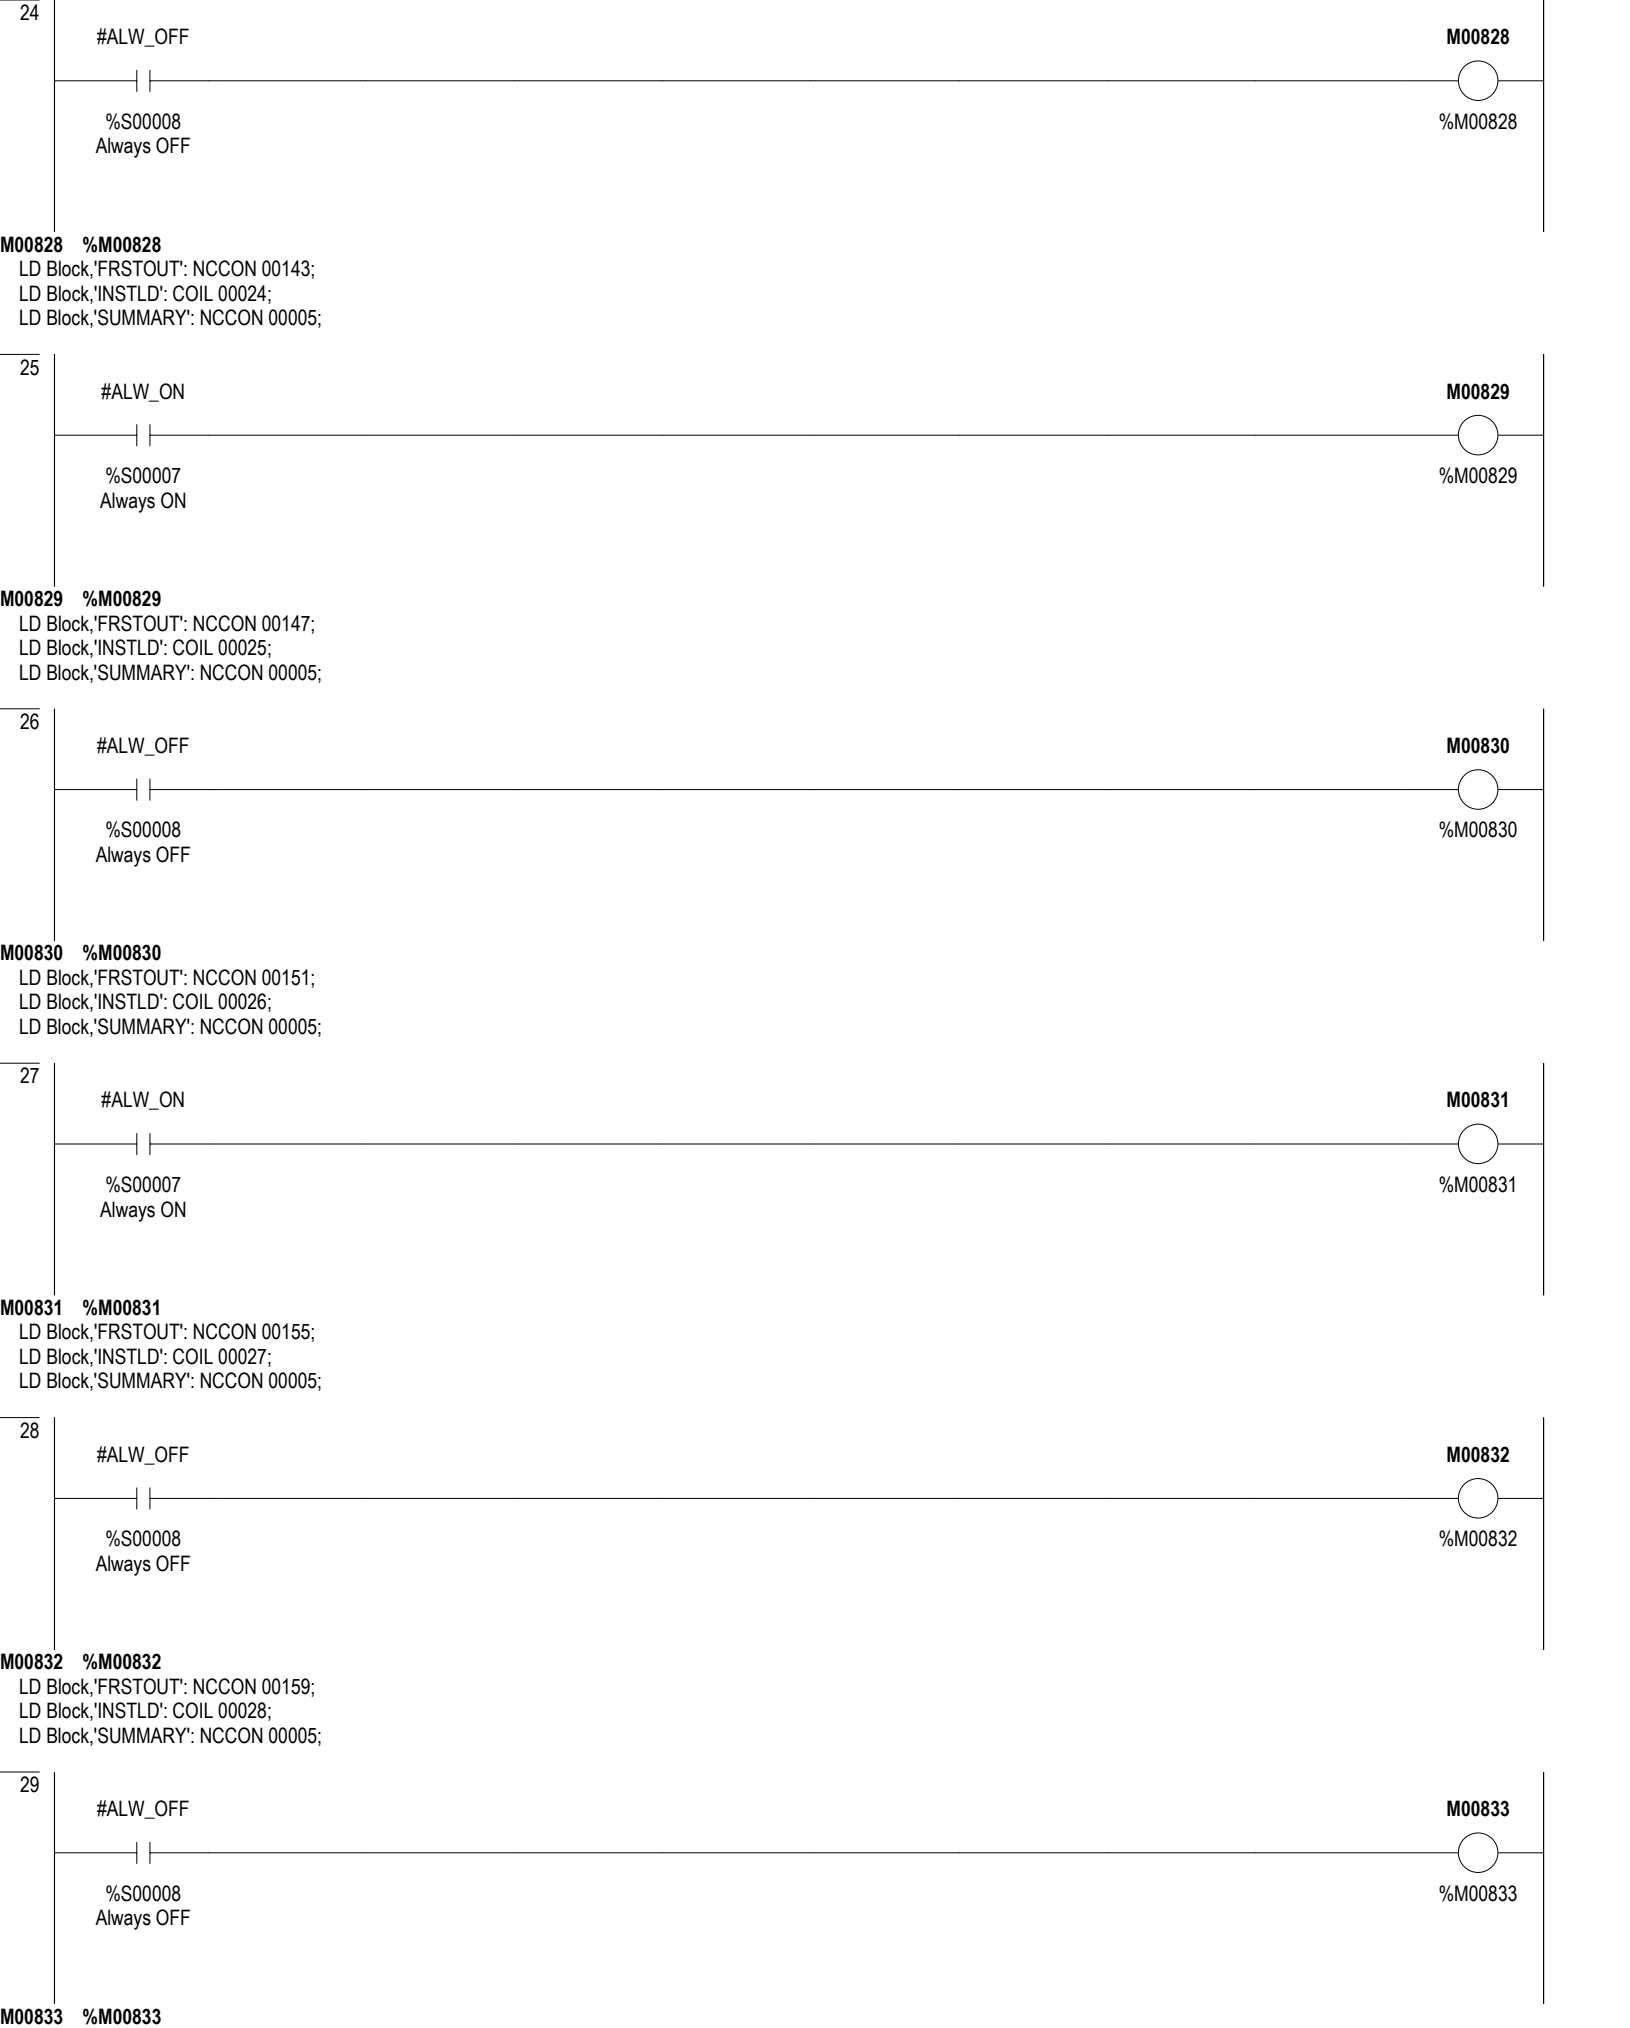 24
#ALW_OFF M00828
%S00008 %M00828
Always OFF
M00828 %M00828
LD Block,'FRSTOUT': NCCON 00143;
LD Block,'INSTLD': COIL 00024;
LD Block,'SUMMARY': NCCON 00005;
25
#ALW_ON M00829
%S00007 %M00829
Always ON
M00829 %M00829
LD Block,'FRSTOUT': NCCON 00147;
LD Block,'INSTLD': COIL 00025;
LD Block,'SUMMARY': NCCON 00005;
26
#ALW_OFF M00830
%S00008 %M00830
Always OFF
M00830 %M00830
LD Block,'FRSTOUT': NCCON 00151;
LD Block,'INSTLD': COIL 00026;
LD Block,'SUMMARY': NCCON 00005;
27
#ALW_ON M00831
%S00007 %M00831
Always ON
M00831 %M00831
LD Block,'FRSTOUT': NCCON 00155;
LD Block,'INSTLD': COIL 00027;
LD Block,'SUMMARY': NCCON 00005;
28
#ALW_OFF M00832
%S00008 %M00832
Always OFF
M00832 %M00832
LD Block,'FRSTOUT': NCCON 00159;
LD Block,'INSTLD': COIL 00028;
LD Block,'SUMMARY': NCCON 00005;
29
#ALW_OFF M00833
%S00008 %M00833
Always OFF
M00833 %M00833